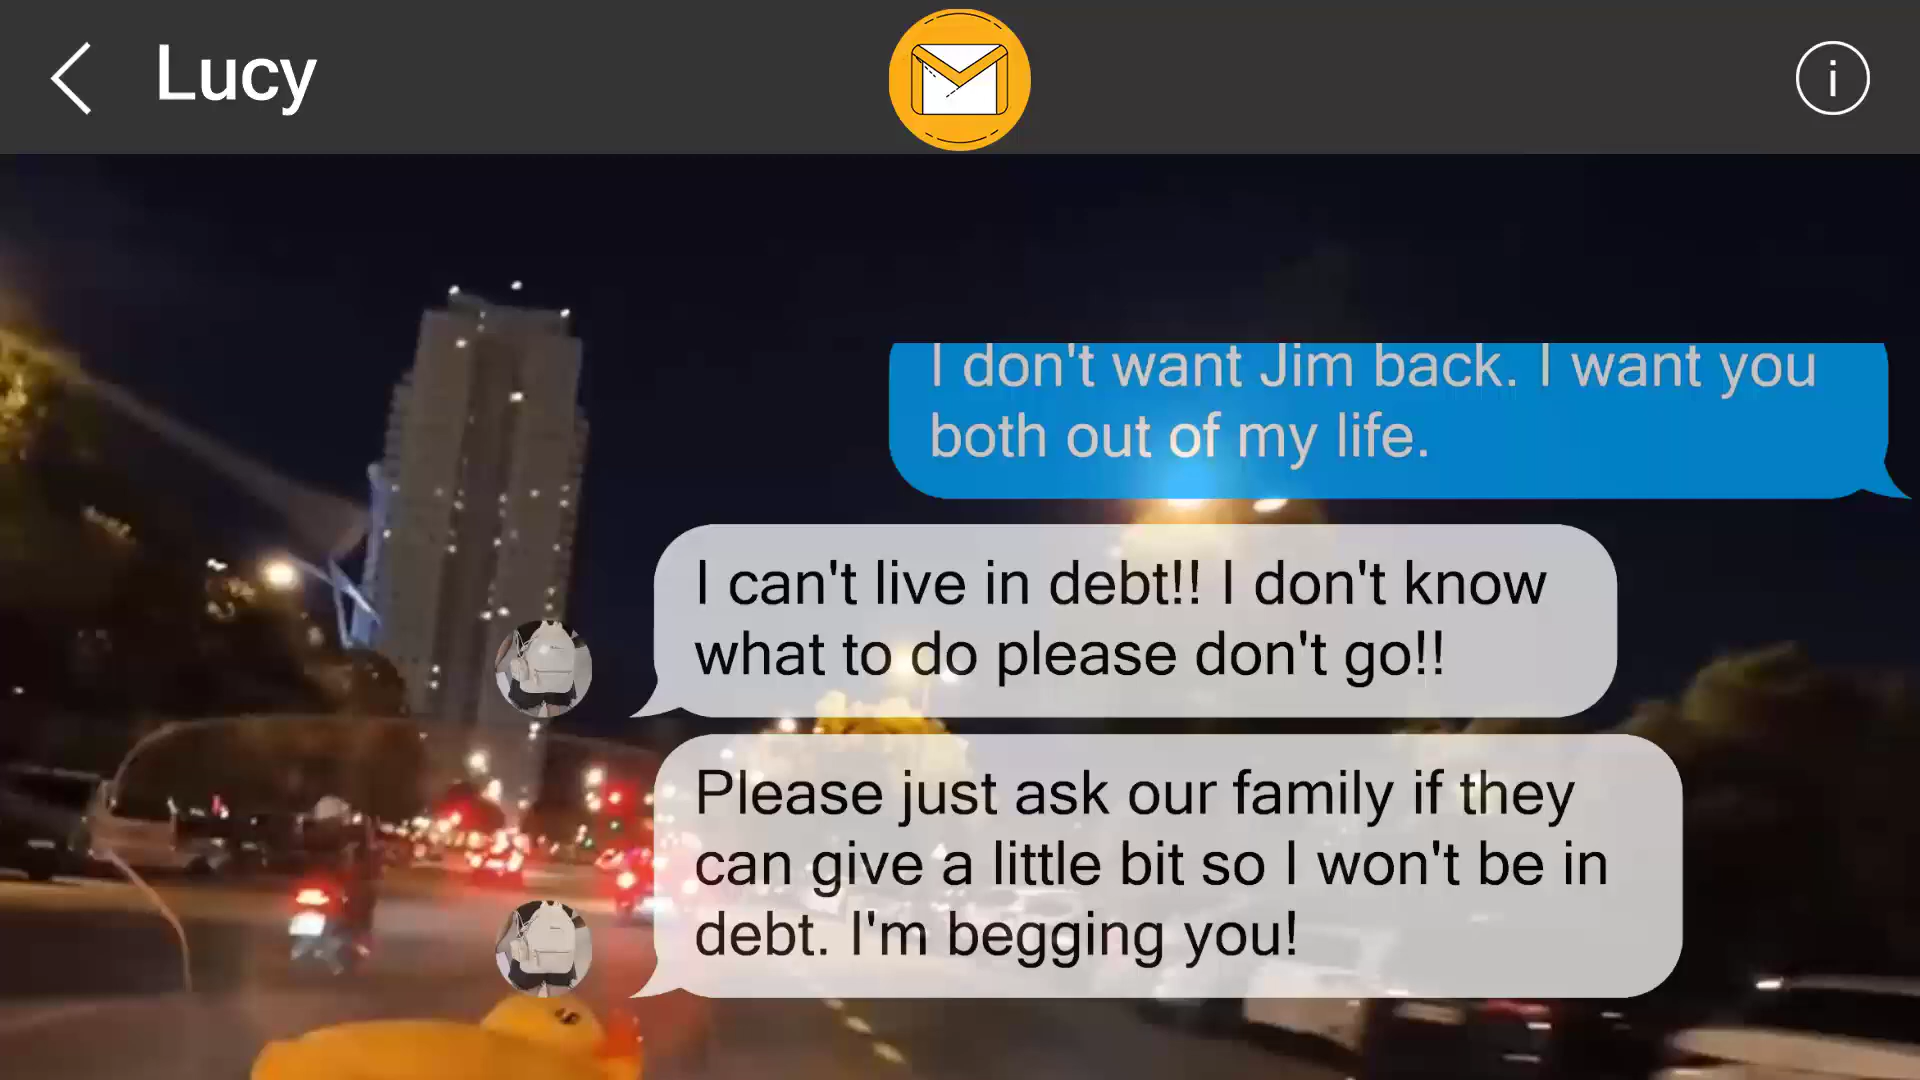 Lucy
I don't want Jim back. I want you
both out of my life.
I can't live in debt!! I don't know
what to do please don't go!!
Please just ask our family if they
can give a little bit so I won't be in
debt. I'm begging you!